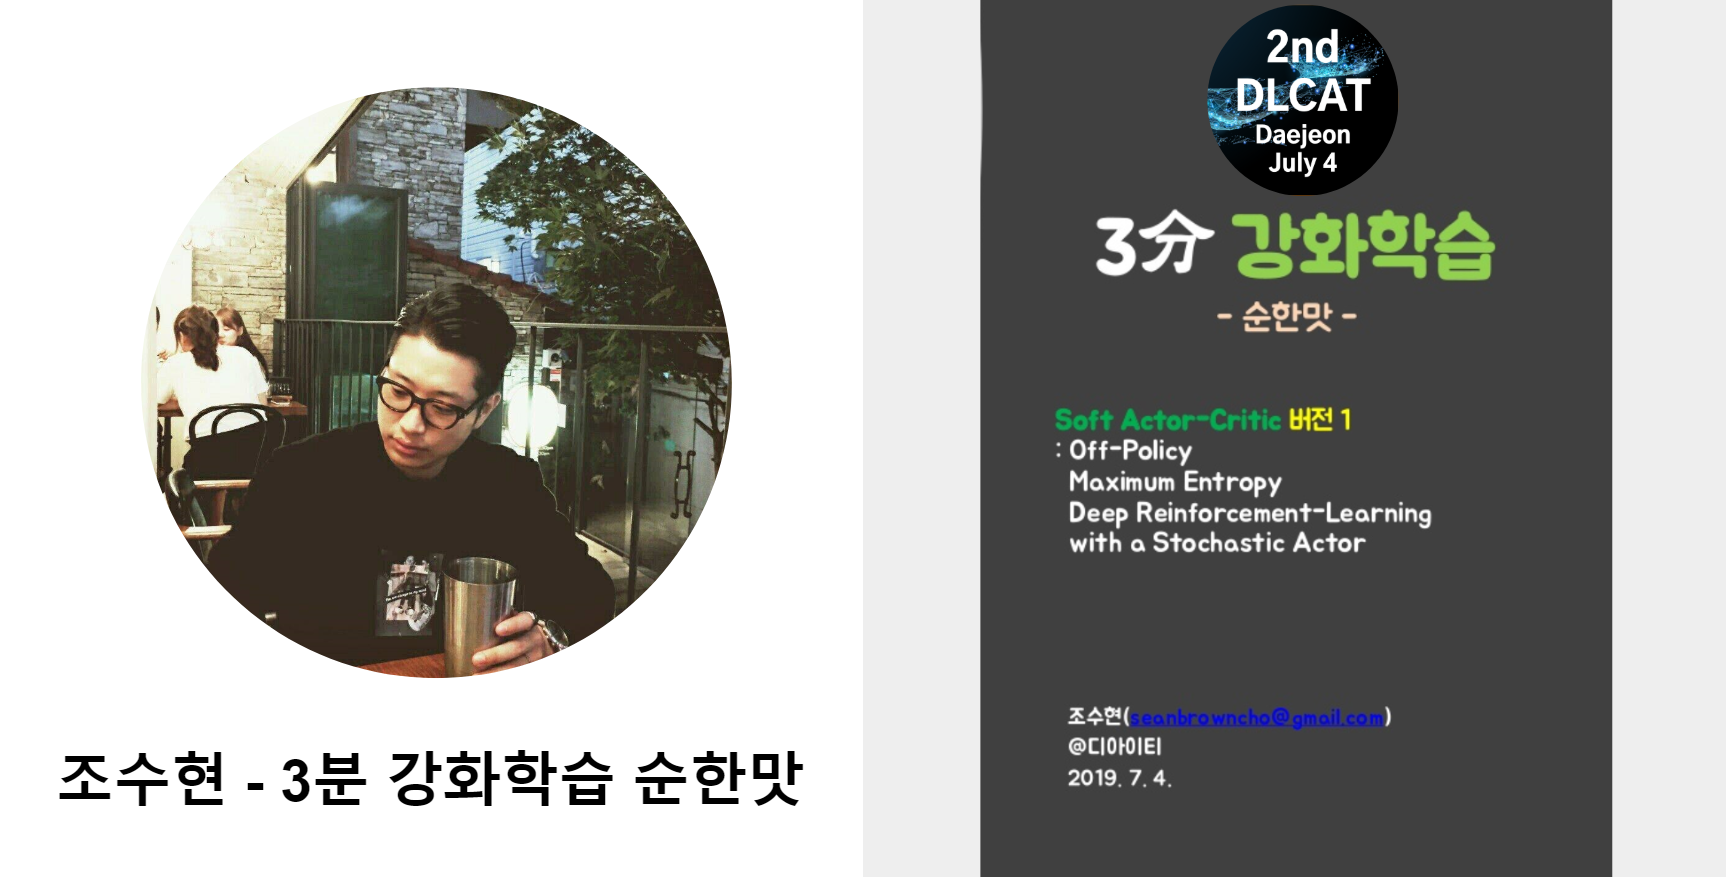 조수현 - 3분 강화학습 순한맛
2nd
DLCAT
Daejeon
July 4
3分 강화학습
- 순한맛 -
Soft Actor-Critic 버전 1
: Off-Policy
Maximum Entropy
Deep Reinforcement-Learning
with a Stochastic Actor
조수현(seanbrowncho@gmail.com)
@디아이티
2019. 7. 4.